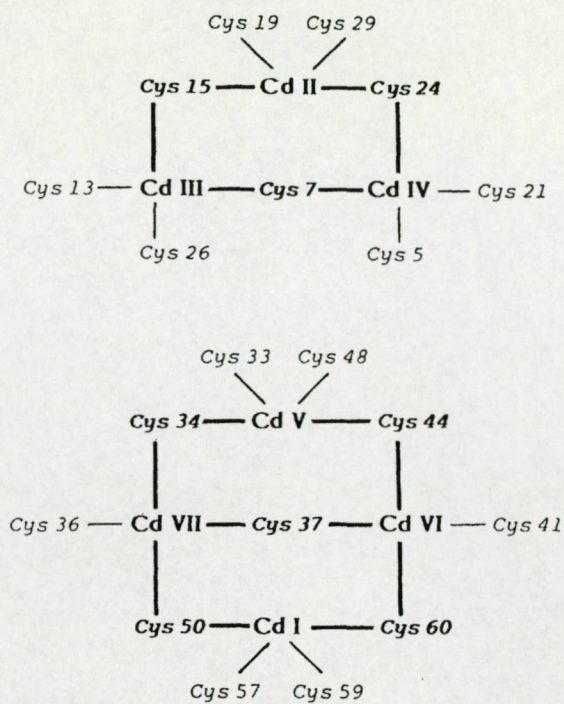 Cys 19 Cys 29
Cys 15 Cd II Cys 24
Cys 13 Cd III Cys 7 Cd IV Cys 21
Cys 26 Cys 5
Cys 33 Cys 48
Cys 34 Cd V Cys 44
Cys 36 Cd VII Cys 37 Cd VI Cys 41
Cys 50 Cd I Cys 60
Cys 57 Cys 59